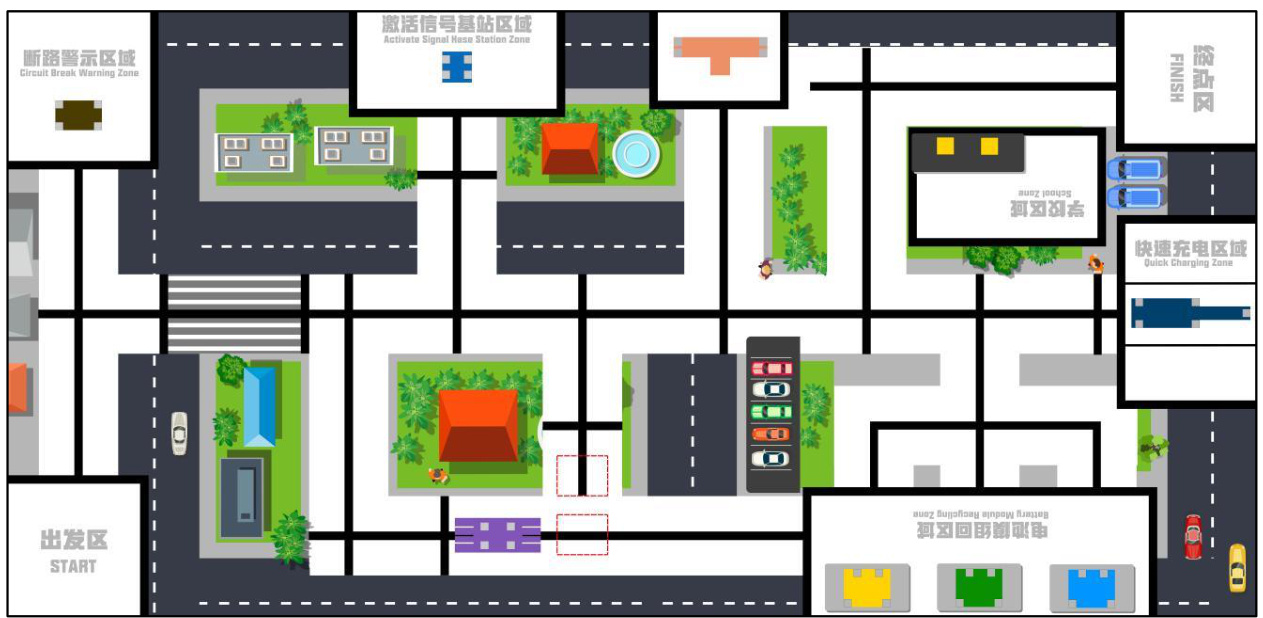 激活信号基站区域
Activate Signal Hase Station Zone
断路警示区域
Circuit Break Warning Zone
终点区
FINISH
School Zone
学校区域
快速充电区域
Quick Charging Zone
出发区
START
Battery Module Recycling Zone
电池模组回收区域